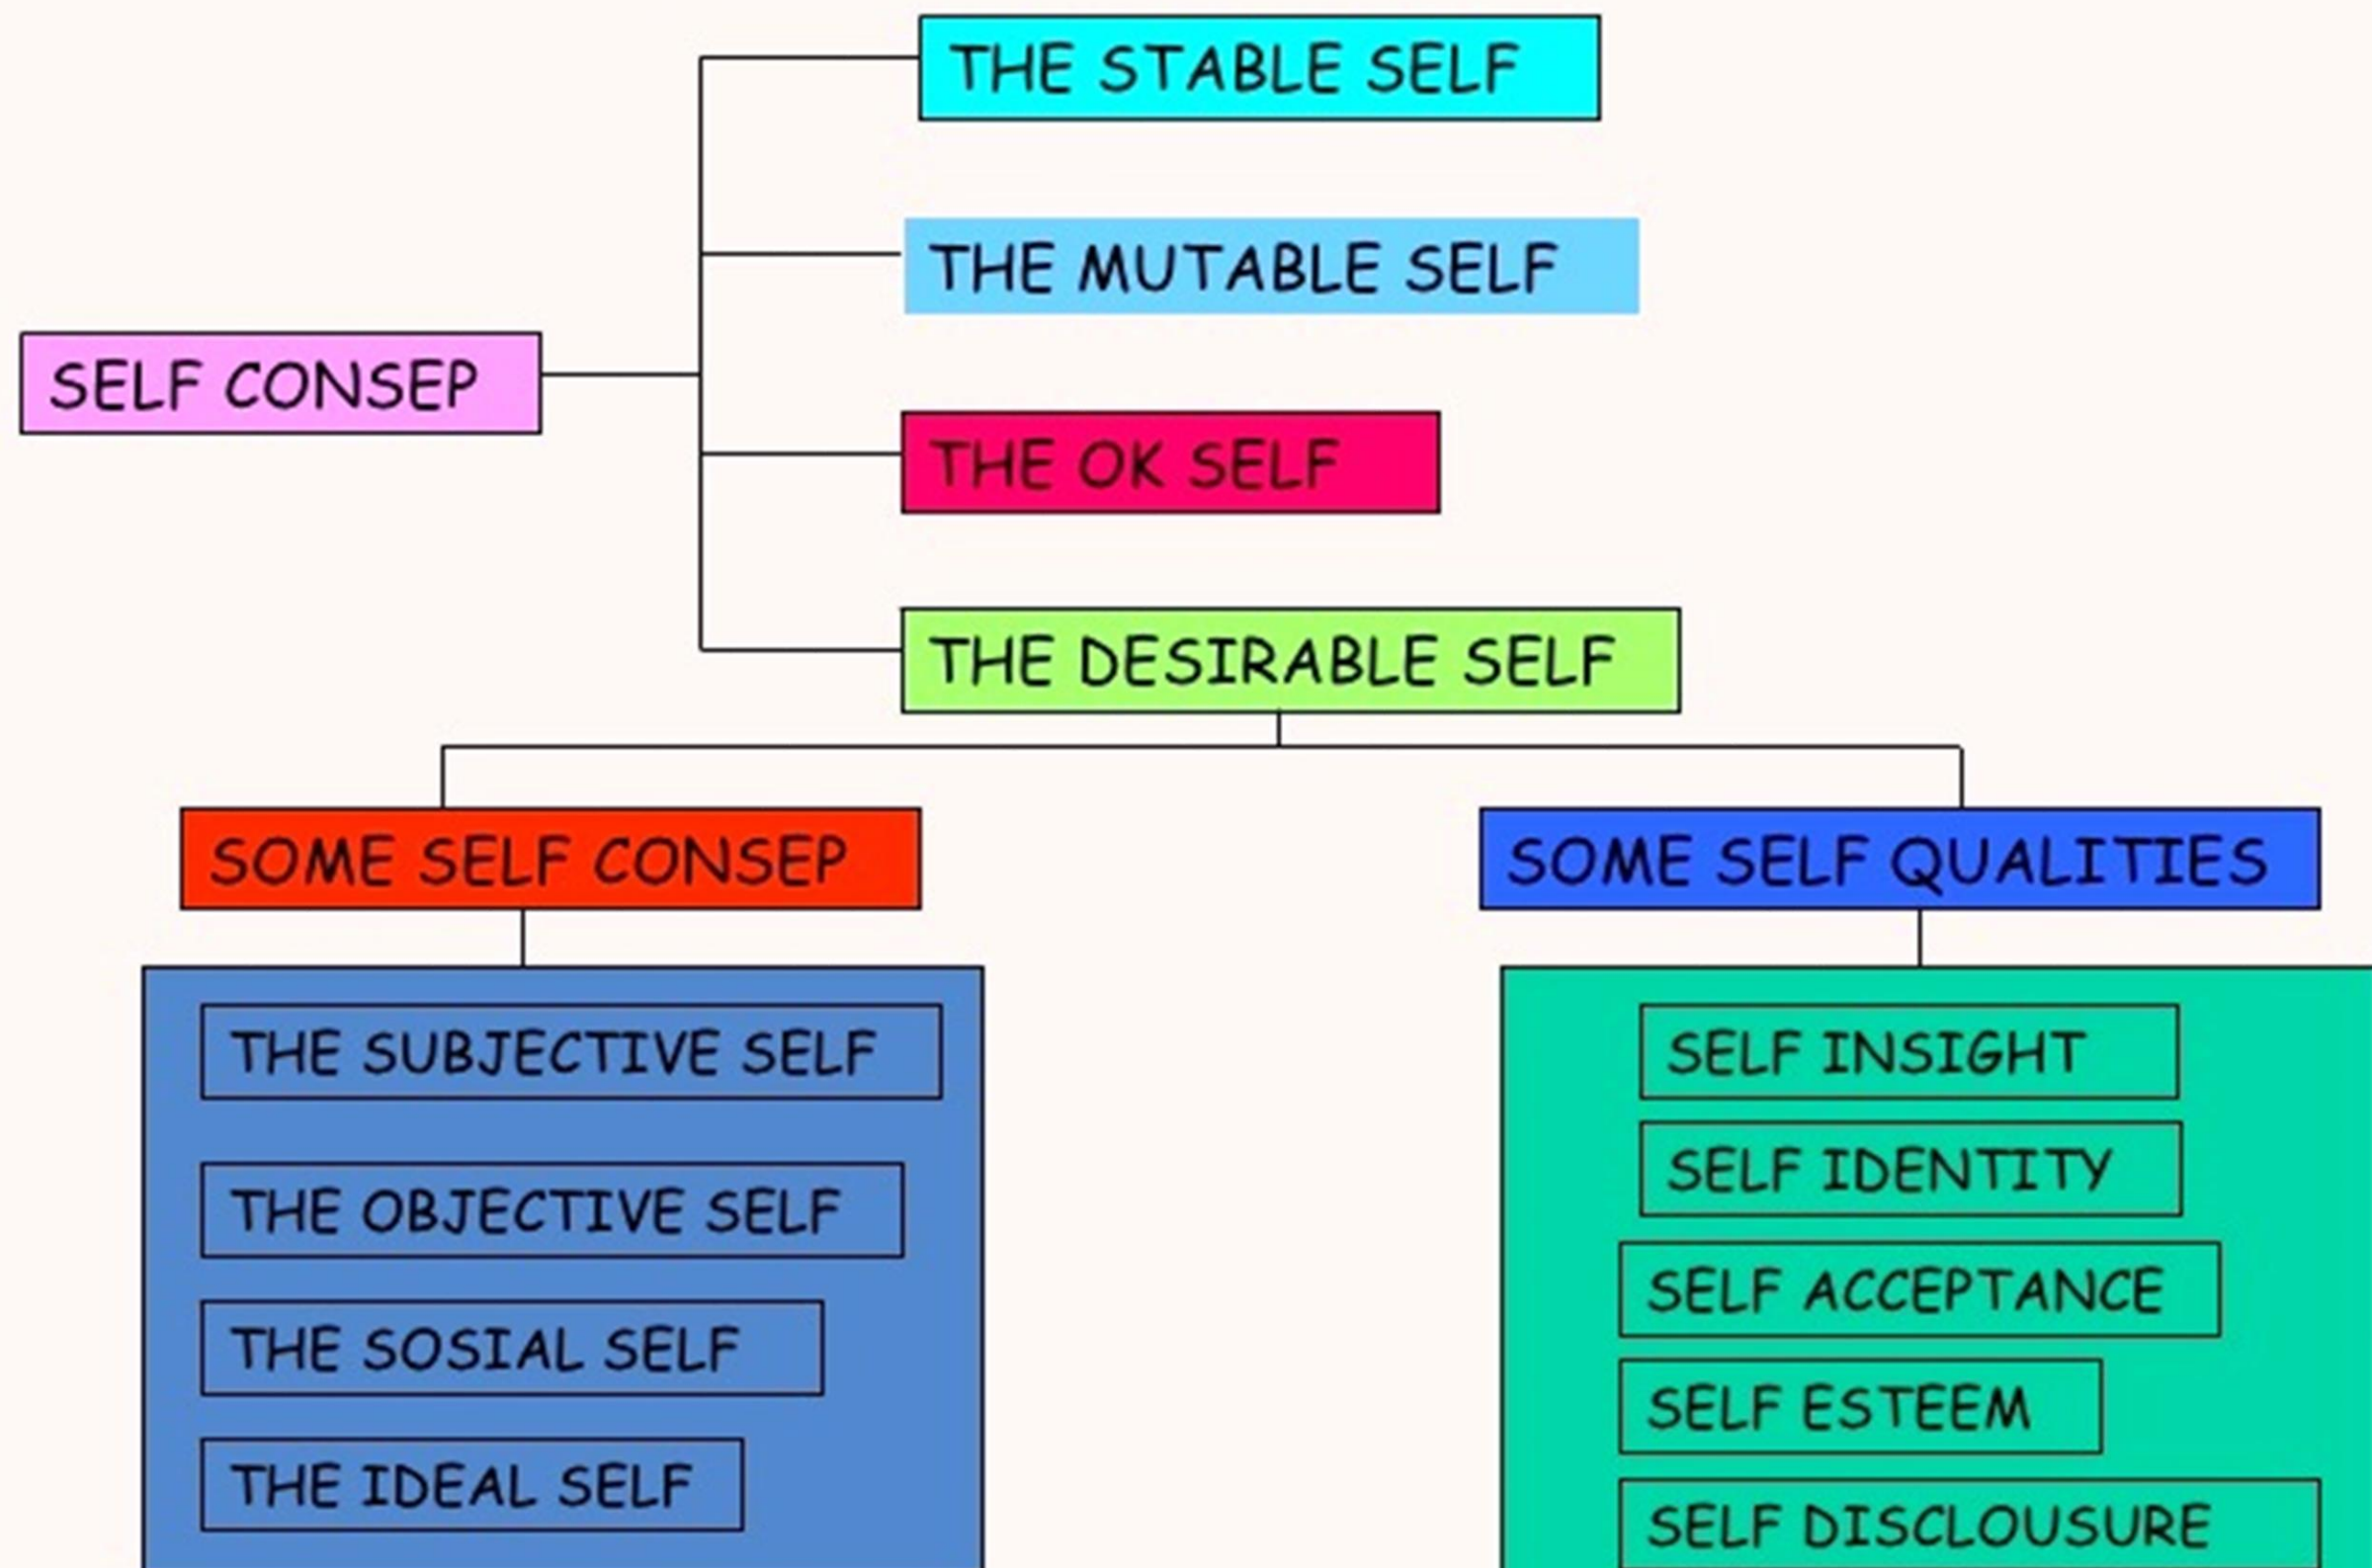 THE STABLE SELF
THE MUTABLE SELF
SELF CONSEP
THE OK SELF
THE DESIRABLE SELF
SOME SELF CONSEP
THE SUBJECTIVE SELF
THE OBJECTIVE SELF
THE SOSIAL SELF
THE IDEAL SELF
SOME SELF QUALITIES
SELF INSIGHT
SELF IDENTITY
SELF ACCEPTANCE
SELF ESTEEM
SELF DISCLOUSURE